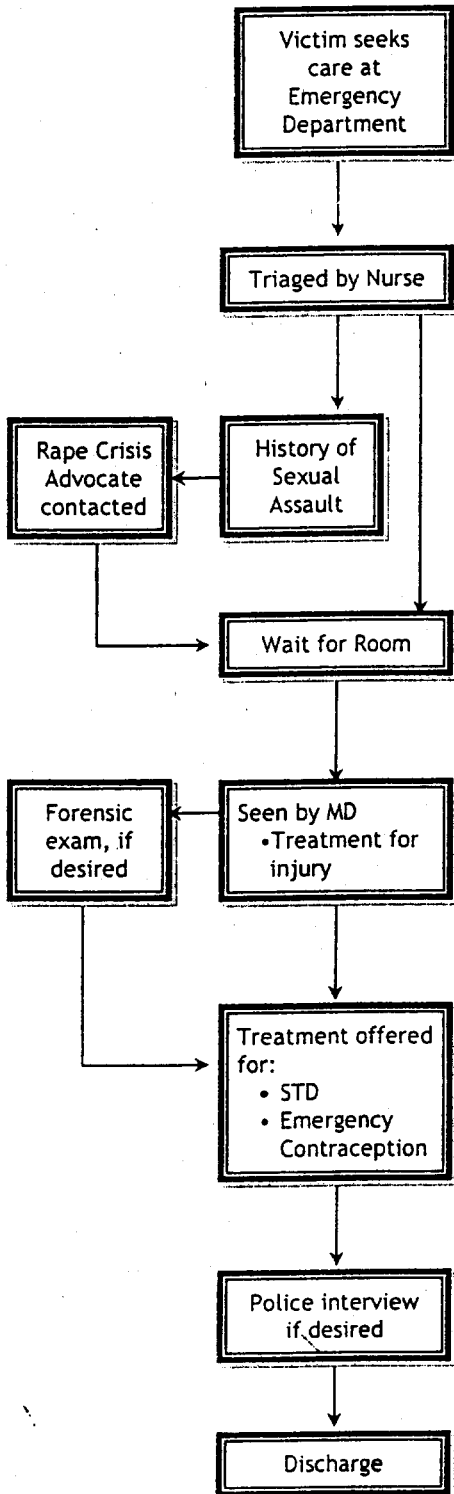 Victim seeks
care at
Emergency
Department
Triaged by Nurse
Rape Crisis
Advocate
contacted
History of
Sexual
Assault
Wait for Room
Forensic
exam, if
desired
Seen by MD
•Treatment for
injury
Treatment offered
for:
• STD
• Emergency
Contraception
Police interview
if desired
Discharge